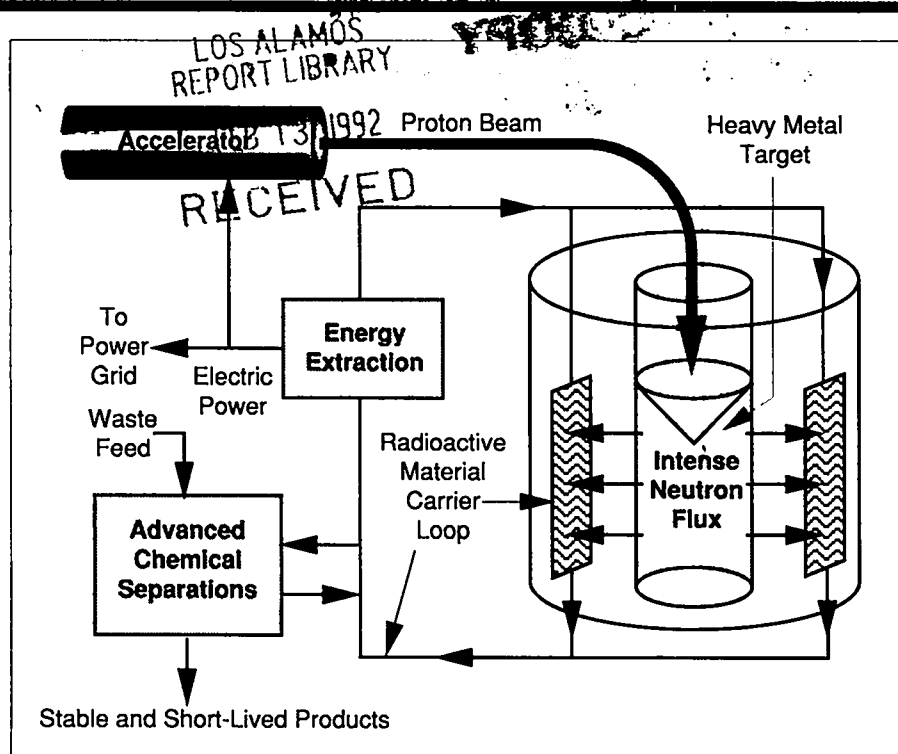 LOS ALAMOS
REPORT LIBRARY
1992
RECEIVED
Accelerator
Proton Beam
Heavy Metal
Target
Energy
Extraction
To
Power
Grid
Electric
Power
Waste
Feed
Radioactive
Material
Carrier
Loop
Intense
Neutron
Flux
Advanced
Chemical
Separations
Stable and Short-Lived Products